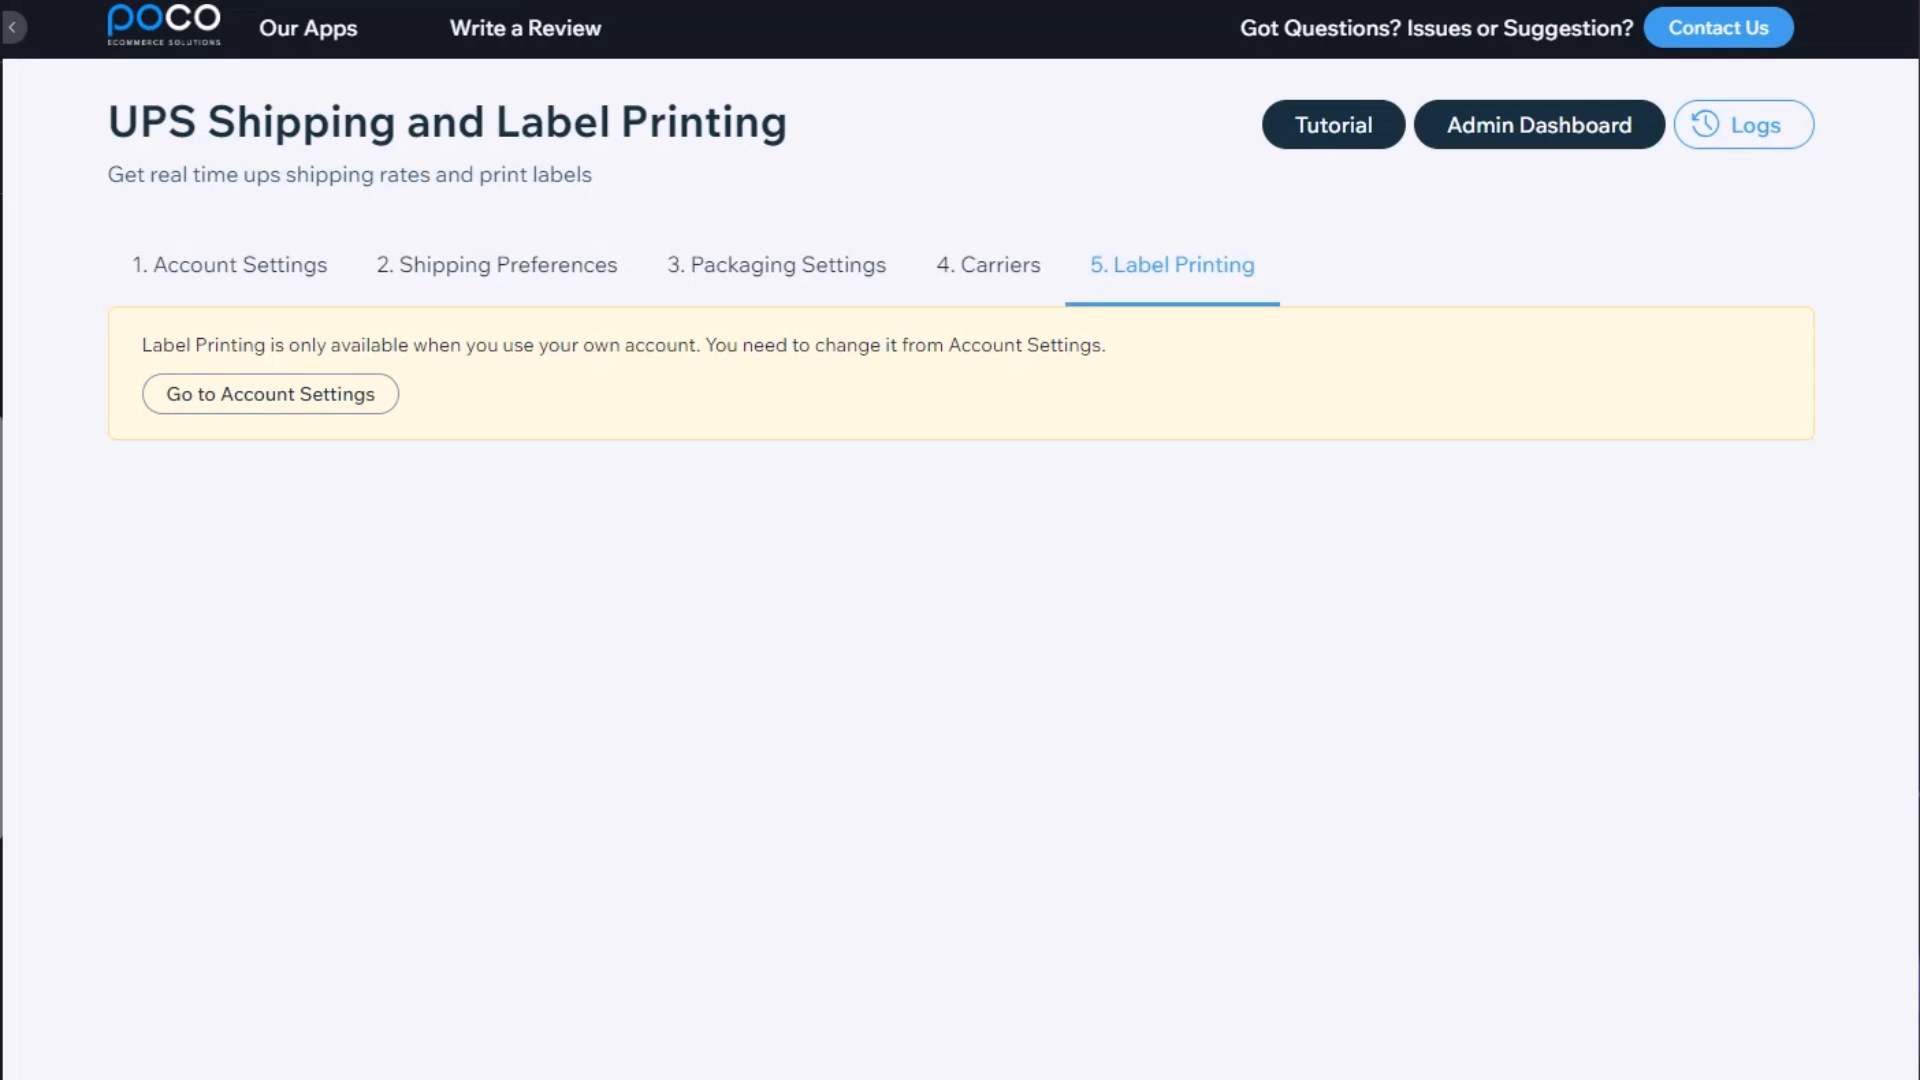 poco
ECOMMERCE SOLUTIONS
Our Apps
Write a Review
Got Questions? Issues or Suggestion?
Contact Us
UPS Shipping and Label Printing
Get real time ups shipping rates and print labels
Tutorial
Admin Dashboard
Logs
1. Account Settings
2. Shipping Preferences
3. Packaging Settings
4. Carriers
5. Label Printing
Label Printing is only available when you use your own account. You need to change it from Account Settings.
Go to Account Settings